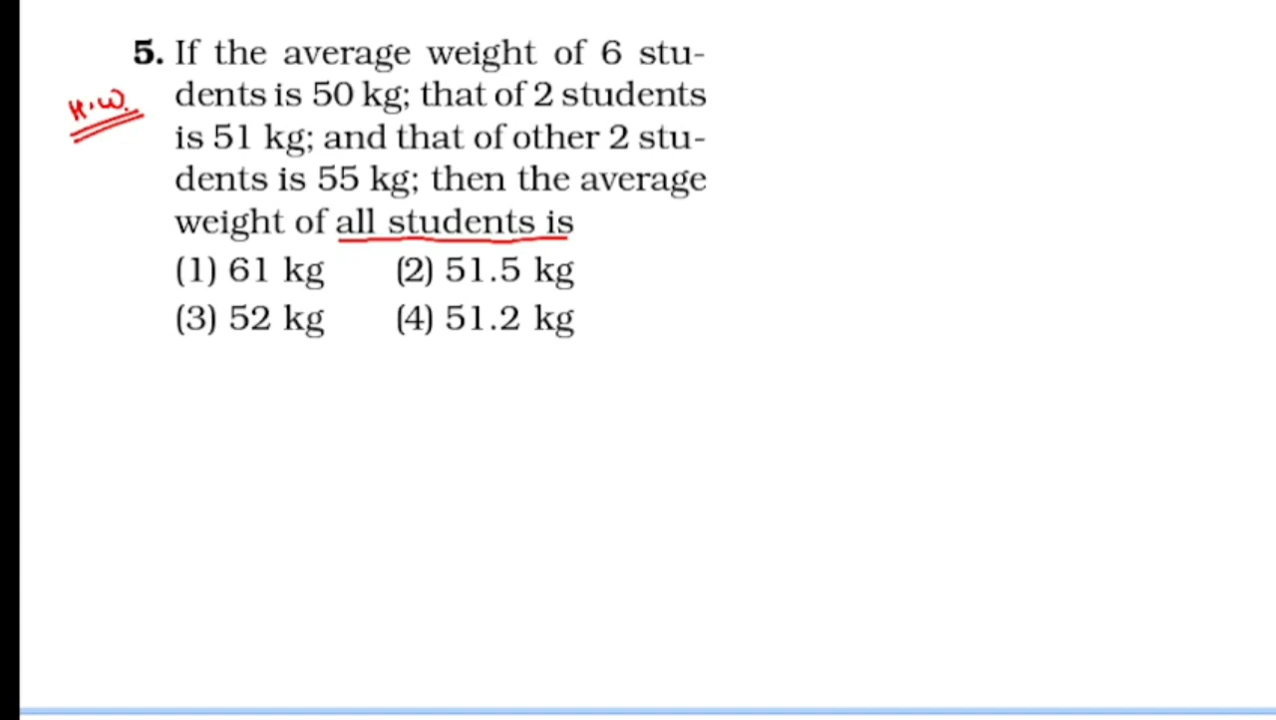 5. If the average weight of 6 stu-
dents is 50 kg; that of 2 students
H.W.
is 51 kg; and that of other 2 stu-
dents is 55 kg; then the average
weight of all students is
(1) 61 kg (2) 51.5 kg
(3) 52 kg (4) 51.2 kg